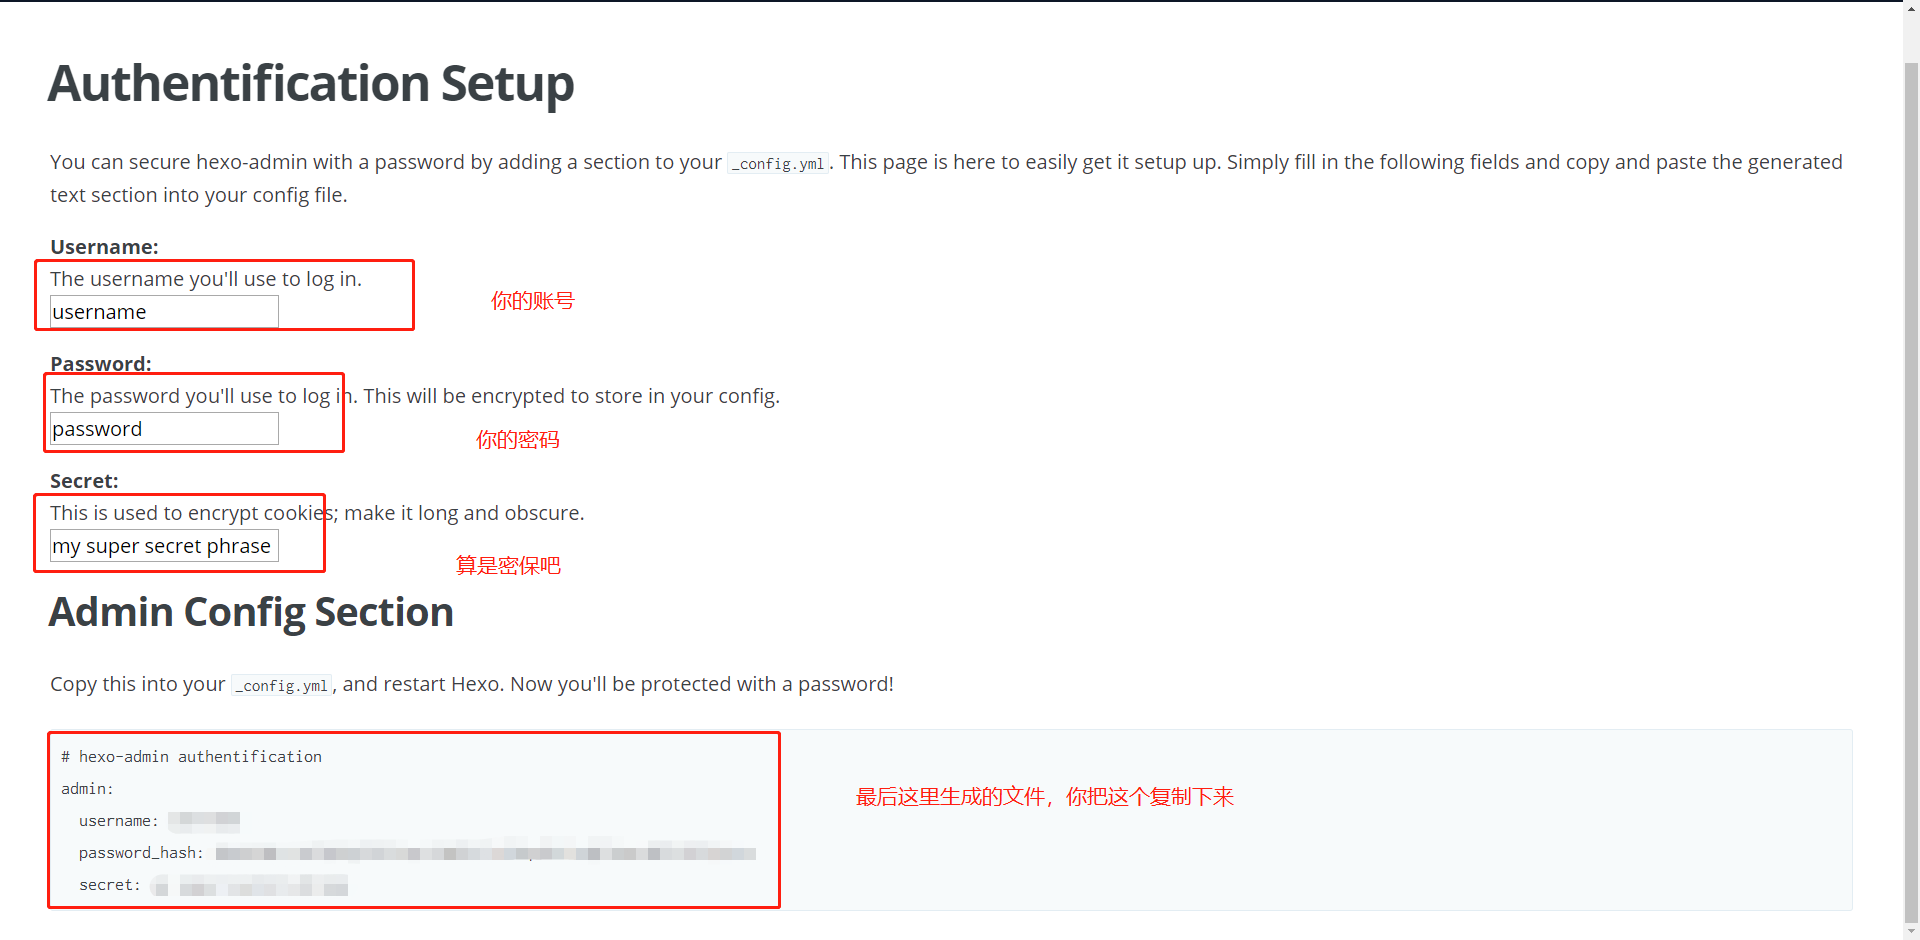 Authentification Setup
You can secure hexo-admin with a password by adding a section to your _config.yml. This page is here to easily get it setup up. Simply fill in the following fields and copy and paste the generated
text section into your config file.
Username:
The username you'll use to log in.
username
你的账号
Password:
The password you'll use to log in. This will be encrypted to store in your config.
password
你的密码
Secret:
This is used to encrypt cookies; make it long and obscure.
my super secret phrase
算是密保吧
Admin Config Section
Copy this into your _config.yml, and restart Hexo. Now you'll be protected with a password!
# hexo-admin authentification
admin:
username:
password_hash:
secret:
最后这里生成的文件，你把这个复制下来